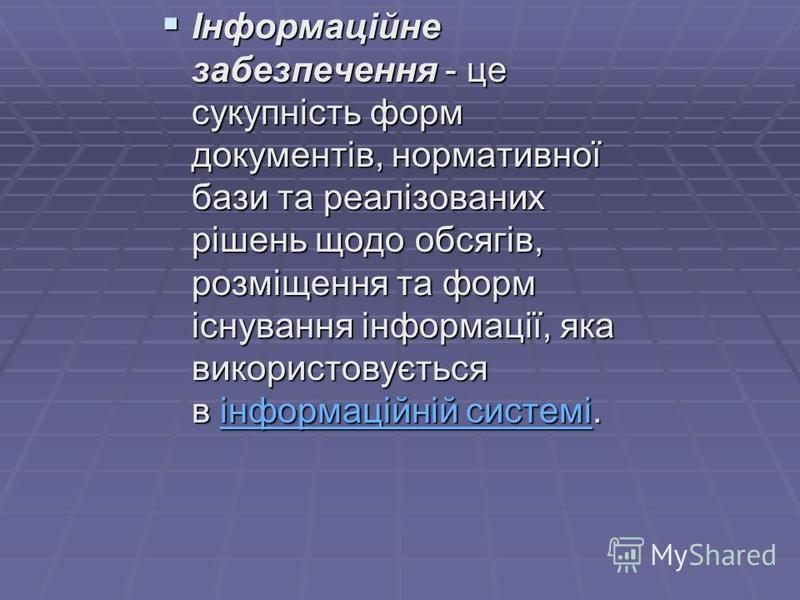 Інформаційне
забезпечення - це
сукупність форм
документів, нормативної
бази та реалізованих
рішень щодо обсягів,
розміщення та форм
існування інформації, яка
використовується
в інформаційній системі.
MyShared